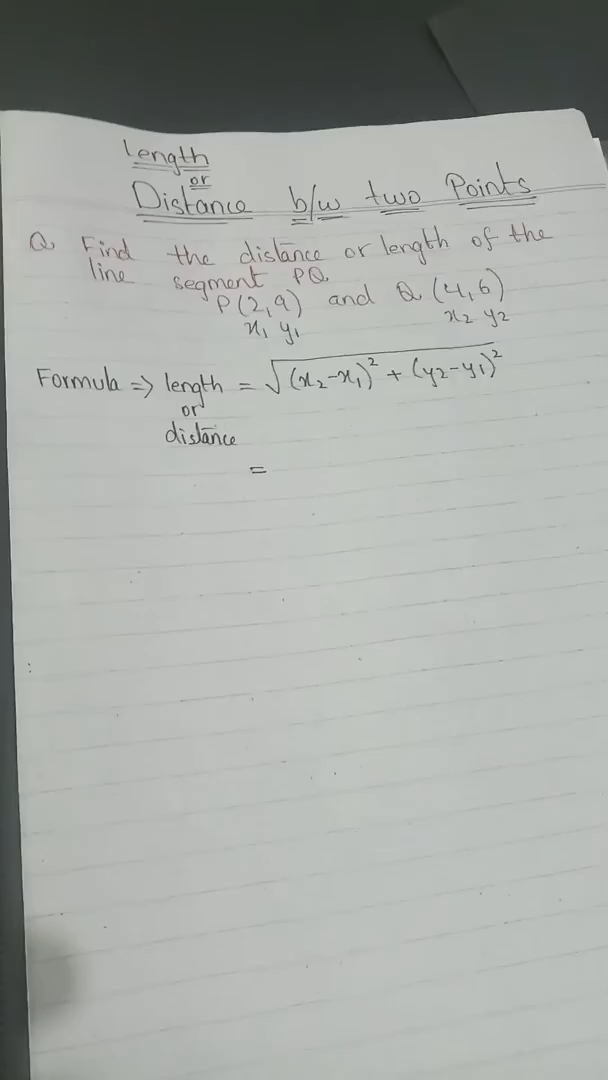 Length
or
Distance b/w two Points
Q Find the distance or length of the
line segment PQ
P(2,9) and Q(4,6)
x₁ y₁ x₂ y₂
Formula => length = √(x₂-x₁)² + (y₂-y₁)²
or
distance
=